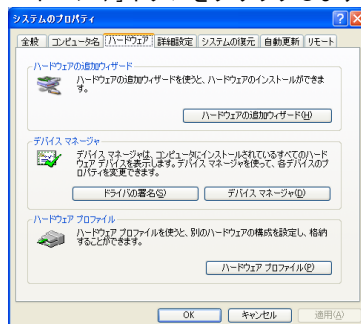 システムのプロパティ
全般 コンピュータ名 ハードウェア 詳細設定 システムの復元 自動更新 リモート
ハードウェアの追加ウィザード
ハードウェアの追加ウィザードを使うと、ハードウェアのインストールができま
す。
ハードウェアの追加ウィザード(H)
デバイス マネージャ
デバイス マネージャは、コンピュータにインストールされているすべてのハード
ウェア デバイスを表示します。デバイス マネージャを使って、各デバイスのプ
ロパティを変更できます。
ドライバの署名(S) デバイス マネージャ(D)
ハードウェア プロファイル
ハードウェア プロファイルを使うと、別のハードウェアの構成を設定し、格納
することができます。
ハードウェア プロファイル(P)
OK キャンセル 適用(A)